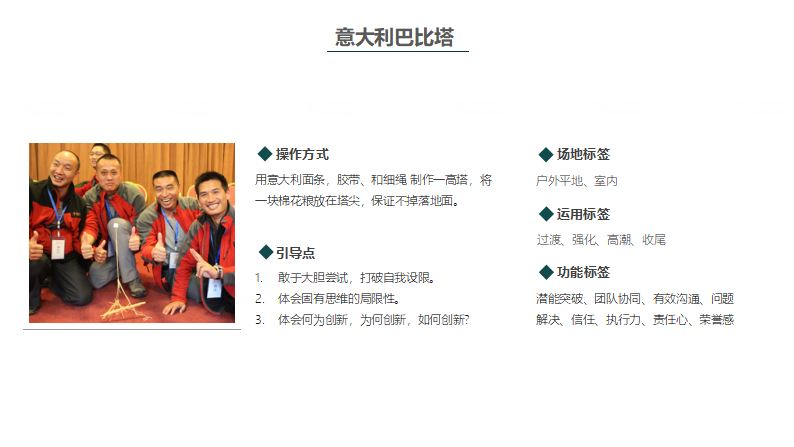 意大利巴比塔
操作方式
用意大利面条，胶带、和细绳 制作一高塔，将
一块棉花粮放在塔尖，保证不掉落地面。
引导点
1. 敢于大胆尝试，打破自我设限。
2. 体会固有思维的局限性。
3. 体会何为创新，为何创新，如何创新?
场地标签
户外平地、室内
运用标签
过渡、强化、高潮、收尾
功能标签
潜能突破、团队协同、有效沟通、问题
解决、信任、执行力、责任心、荣誉感